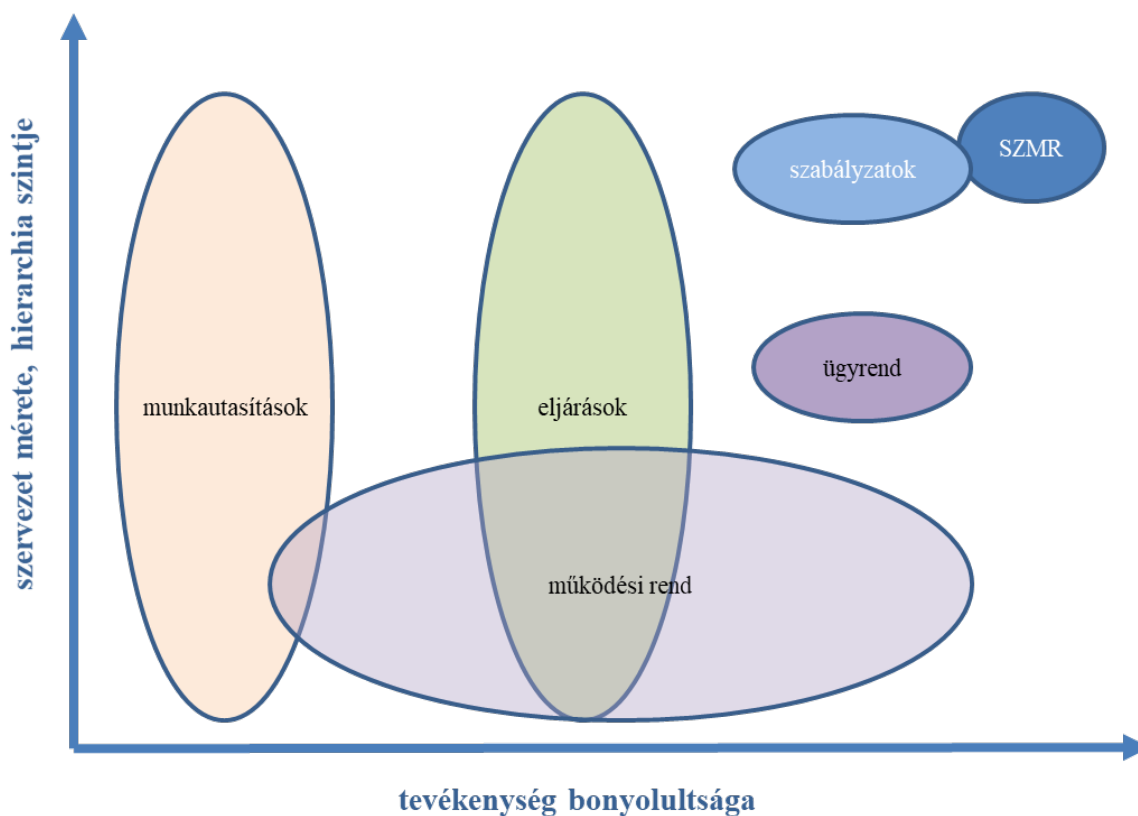 szervezet mérete, hierarchia szintje
SZMR
szabályzatok
ügyrend
munkautasítások
eljárások
működési rend
tevékenység bonyolultsága